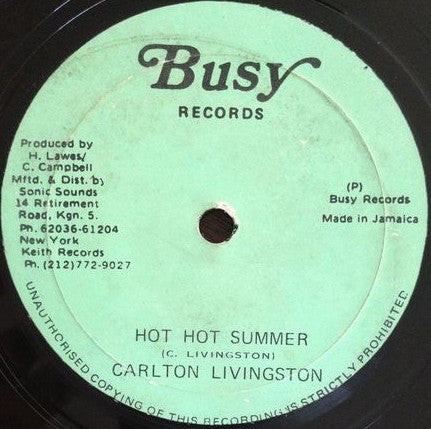 Busy
RECORDS
Produced by
H. Lawes/
C. Campbell
Mftd. & Dist. by
Sonic Sounds
14 Retirement
Road, Kgn. 5.
Ph. 62036-61204
New York
Keith Records
Ph. (212)772-9027
(P)
Busy Records
Made in Jamaica
HOT HOT SUMMER
(C. LIVINGSTON)
CARLTON LIVINGSTON
UNAUTHORISED COPYING OF THIS RECORDING IS STRICTLY PROHIBITED